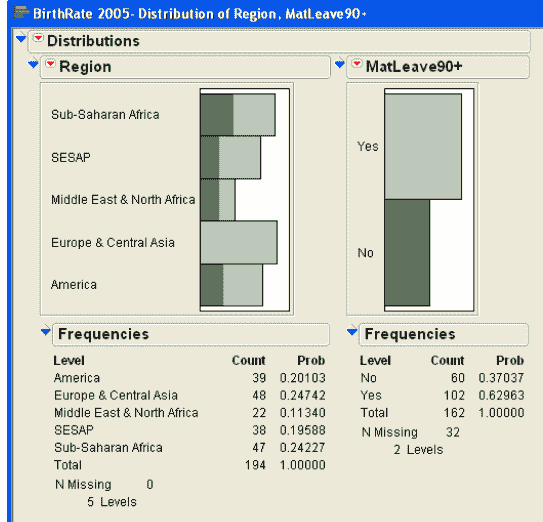 BirthRate 2005- Distribution of Region, MatLeave90+
Distributions
Region
Sub-Saharan Africa
SESAP
Middle East & North Africa
Europe & Central Asia
America
Frequencies
Level Count Prob
America 39 0.20103
Europe & Central Asia 48 0.24742
Middle East & North Africa 22 0.11340
SESAP 38 0.19588
Sub-Saharan Africa 47 0.24227
Total 194 1.00000
N Missing 0
5 Levels
MatLeave90+
Yes
No
Frequencies
Level Count Prob
No 60 0.37037
Yes 102 0.62963
Total 162 1.00000
N Missing 32
2 Levels